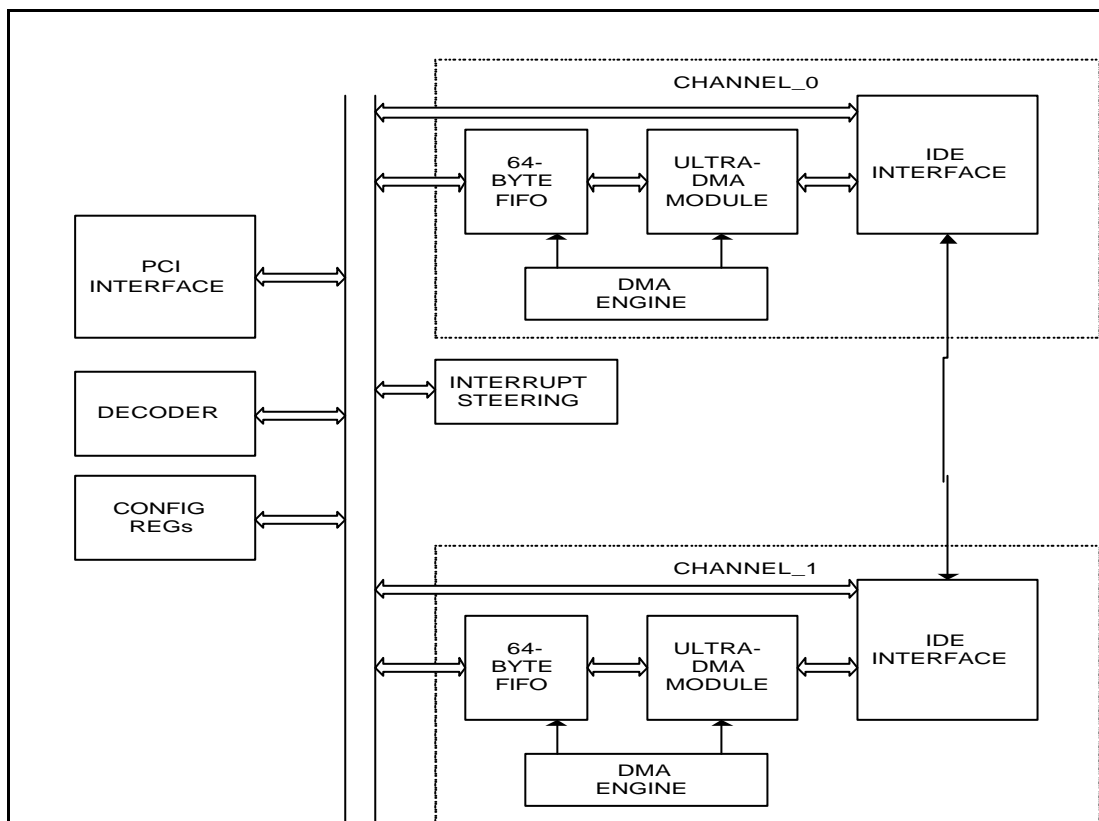 CHANNEL_0
64-
BYTE
FIFO
ULTRA-
DMA
MODULE
IDE
INTERFACE
DMA
ENGINE
PCI
INTERFACE
INTERRUPT
STEERING
DECODER
CONFIG
REGs
CHANNEL_1
64-
BYTE
FIFO
ULTRA-
DMA
MODULE
IDE
INTERFACE
DMA
ENGINE